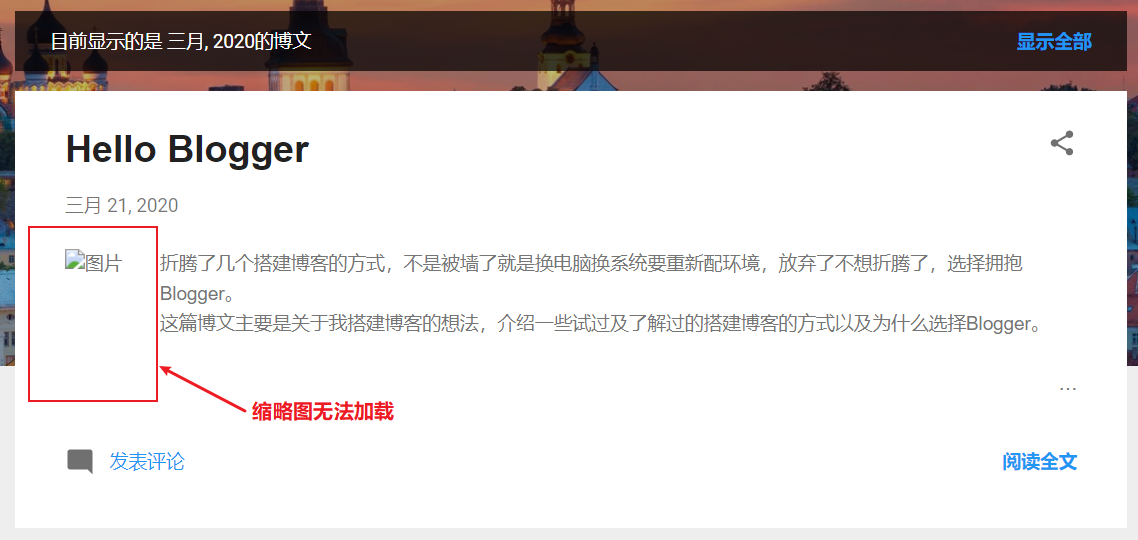 目前显示的是 三月, 2020的博文
显示全部
Hello Blogger
三月 21, 2020
图片
折腾了几个搭建博客的方式，不是被墙了就是换电脑换系统要重新配环境，放弃了不想折腾了，选择拥抱
Blogger。
这篇博文主要是关于我搭建博客的想法，介绍一些试过及了解过的搭建博客的方式以及为什么选择Blogger。
…
缩略图无法加载
发表评论
阅读全文